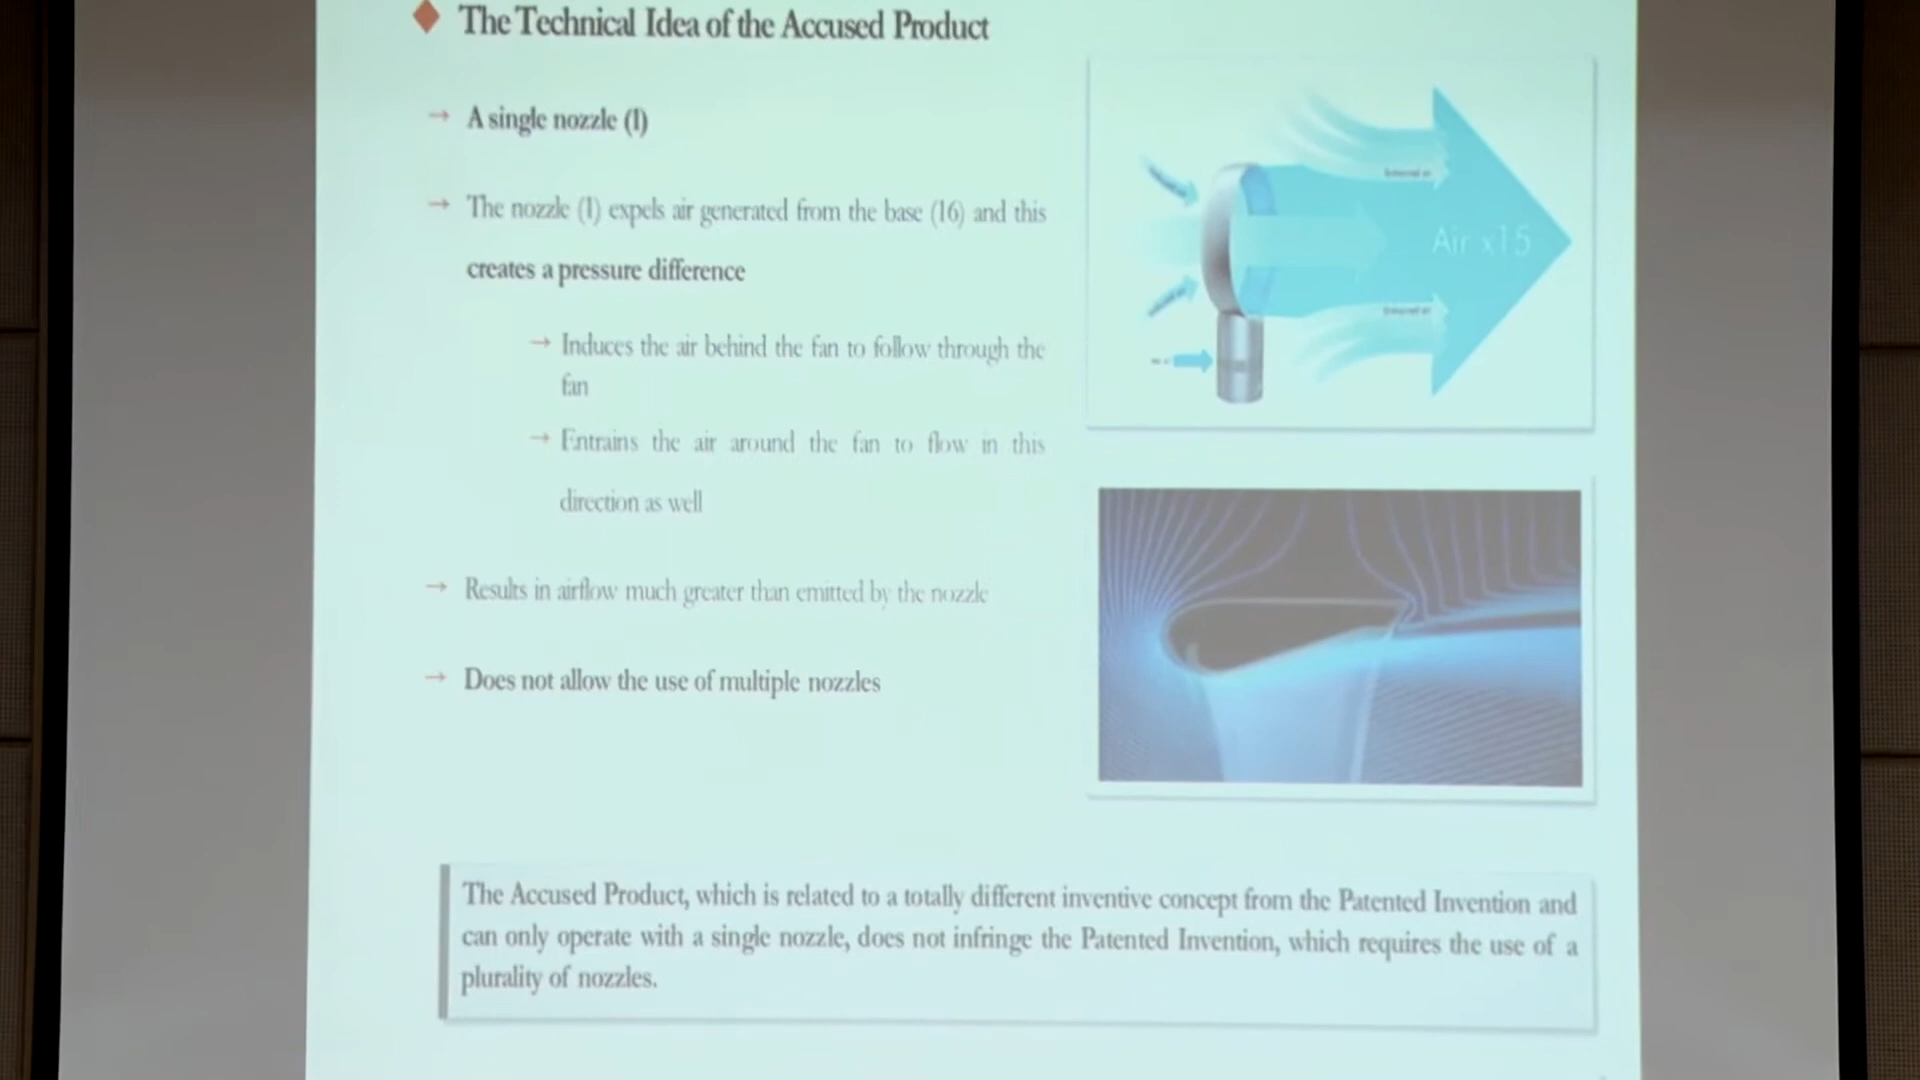 The Technical Idea of the Accused Product
→ A single nozzle (1)
→ The nozzle (1) expels air generated from the base (16) and this
creates a pressure difference
→ Induces the air behind the fan to follow through the
fan
→ Entrains the air around the fan to flow in this
direction as well
→ Results in airflow much greater than emitted by the nozzle
→ Does not allow the use of multiple nozzles
Air x15
The Accused Product, which is related to a totally different inventive concept from the Patented Invention and
can only operate with a single nozzle, does not infringe the Patented Invention, which requires the use of a
plurality of nozzles.